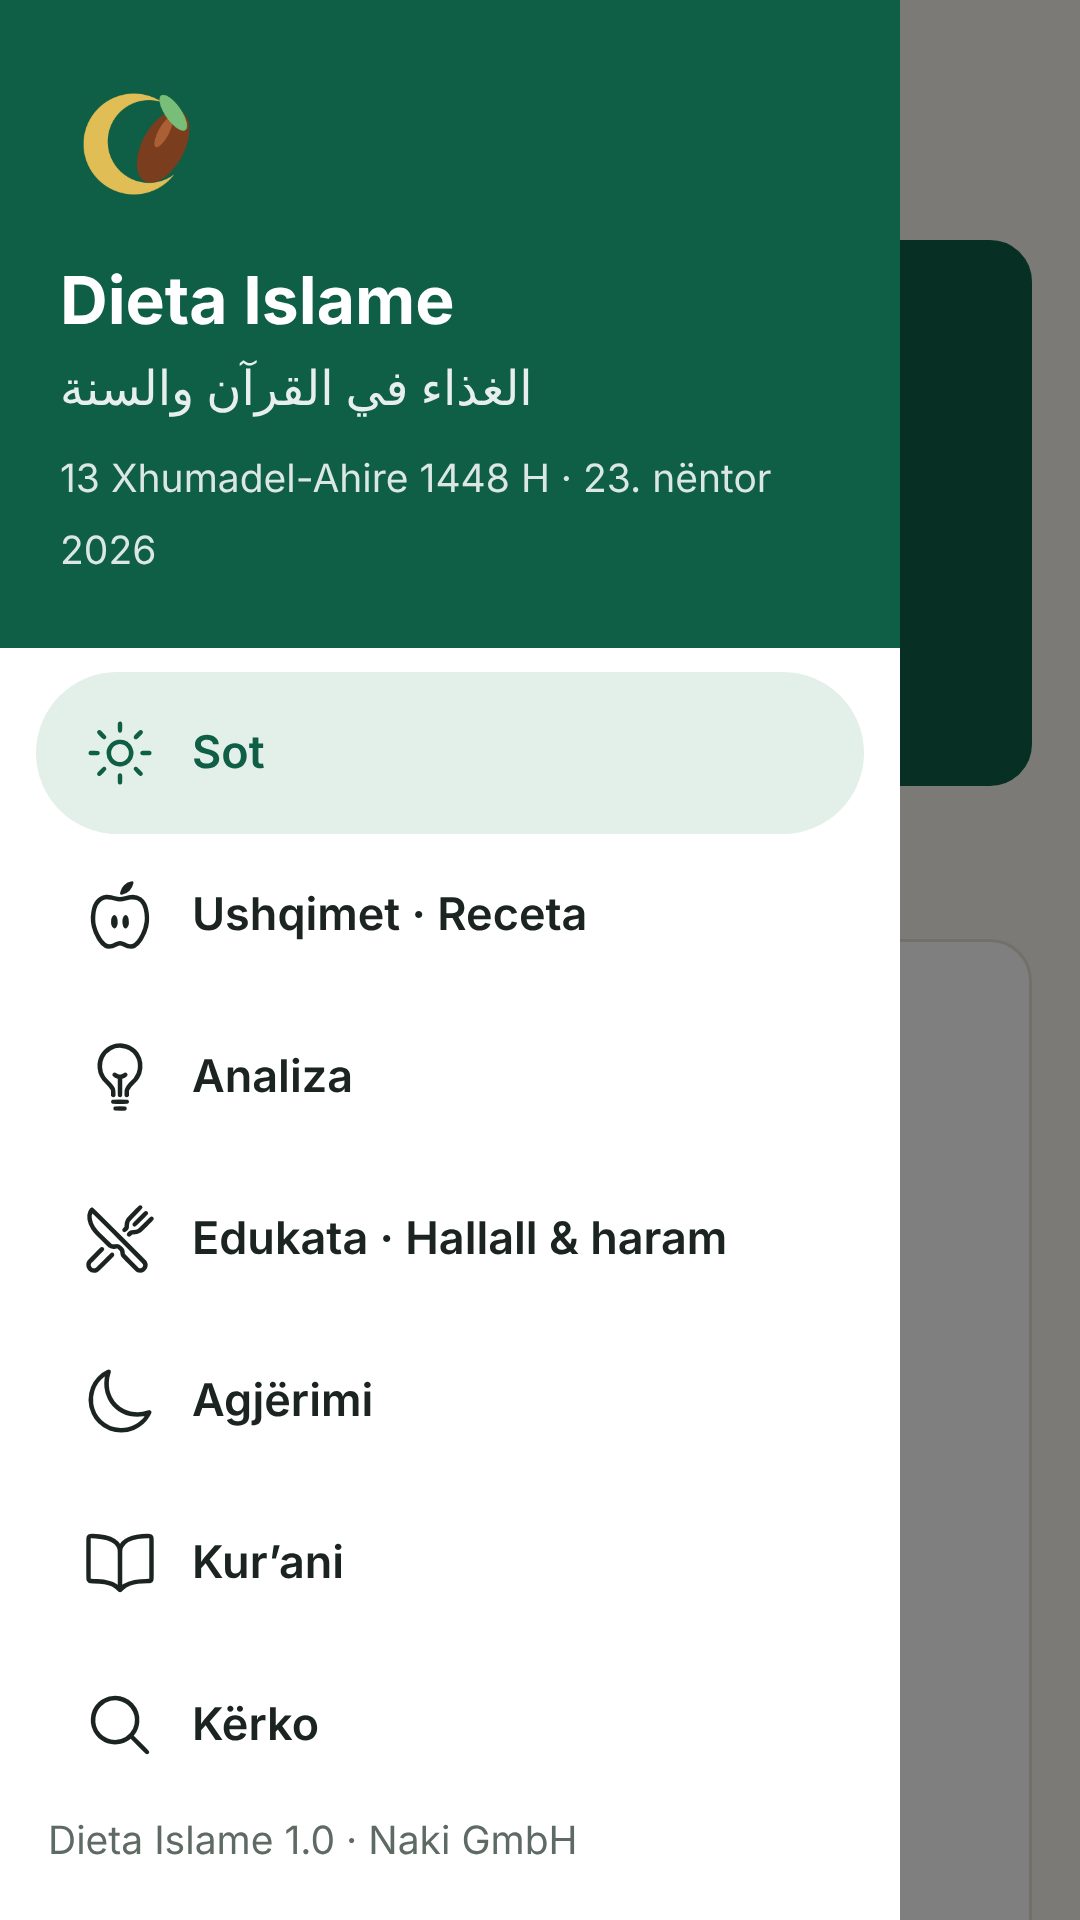 Dieta Islame
الغذاء في القرآن والسنة
13 Xhumadel-Ahire 1448 H · 23. nëntor
2026
Sot
Ushqimet · Receta
Analiza
Edukata · Hallall & haram
Agjërimi
Kur’ani
Kërko
Dieta Islame 1.0 · Naki GmbH